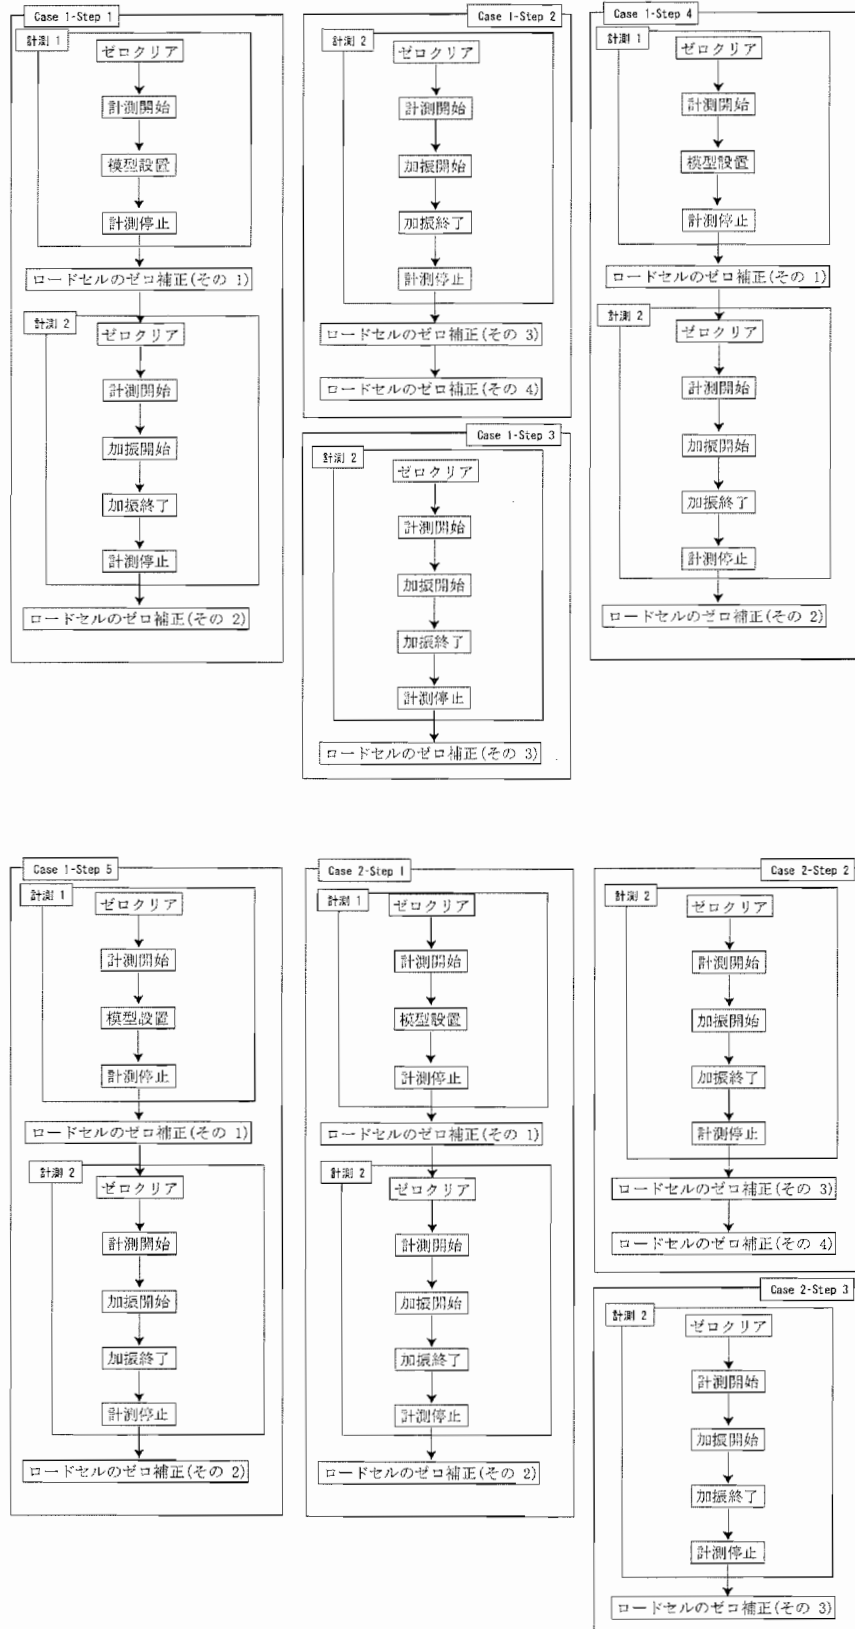 Case 1-Step 1
計測 1
ゼロクリア
計測開始
模型設置
計測停止
ロードセルのゼロ補正(その 1)
計測 2
ゼロクリア
計測開始
加振開始
加振終了
計測停止
ロードセルのゼロ補正(その 2)
Case 1-Step 2
計測 2
ゼロクリア
計測開始
加振開始
加振終了
計測停止
ロードセルのゼロ補正(その 3)
ロードセルのゼロ補正(その 4)
Case 1-Step 3
計測 2
ゼロクリア
計測開始
加振開始
加振終了
計測停止
ロードセルのゼロ補正(その 3)
Case 1-Step 4
計測 1
ゼロクリア
計測開始
模型設置
計測停止
ロードセルのゼロ補正(その 1)
計測 2
ゼロクリア
計測開始
加振開始
加振終了
計測停止
ロードセルのゼロ補正(その 2)
Case 1-Step 5
計測 1
ゼロクリア
計測開始
模型設置
計測停止
ロードセルのゼロ補正(その 1)
計測 2
ゼロクリア
計測開始
加振開始
加振終了
計測停止
ロードセルのゼロ補正(その 2)
Case 2-Step 1
計測 1
ゼロクリア
計測開始
模型設置
計測停止
ロードセルのゼロ補正(その 1)
計測 2
ゼロクリア
計測開始
加振開始
加振終了
計測停止
ロードセルのゼロ補正(その 2)
Case 2-Step 2
計測 2
ゼロクリア
計測開始
加振開始
加振終了
計測停止
ロードセルのゼロ補正(その 3)
ロードセルのゼロ補正(その 4)
Case 2-Step 3
計測 2
ゼロクリア
計測開始
加振開始
加振終了
計測停止
ロードセルのゼロ補正(その 3)